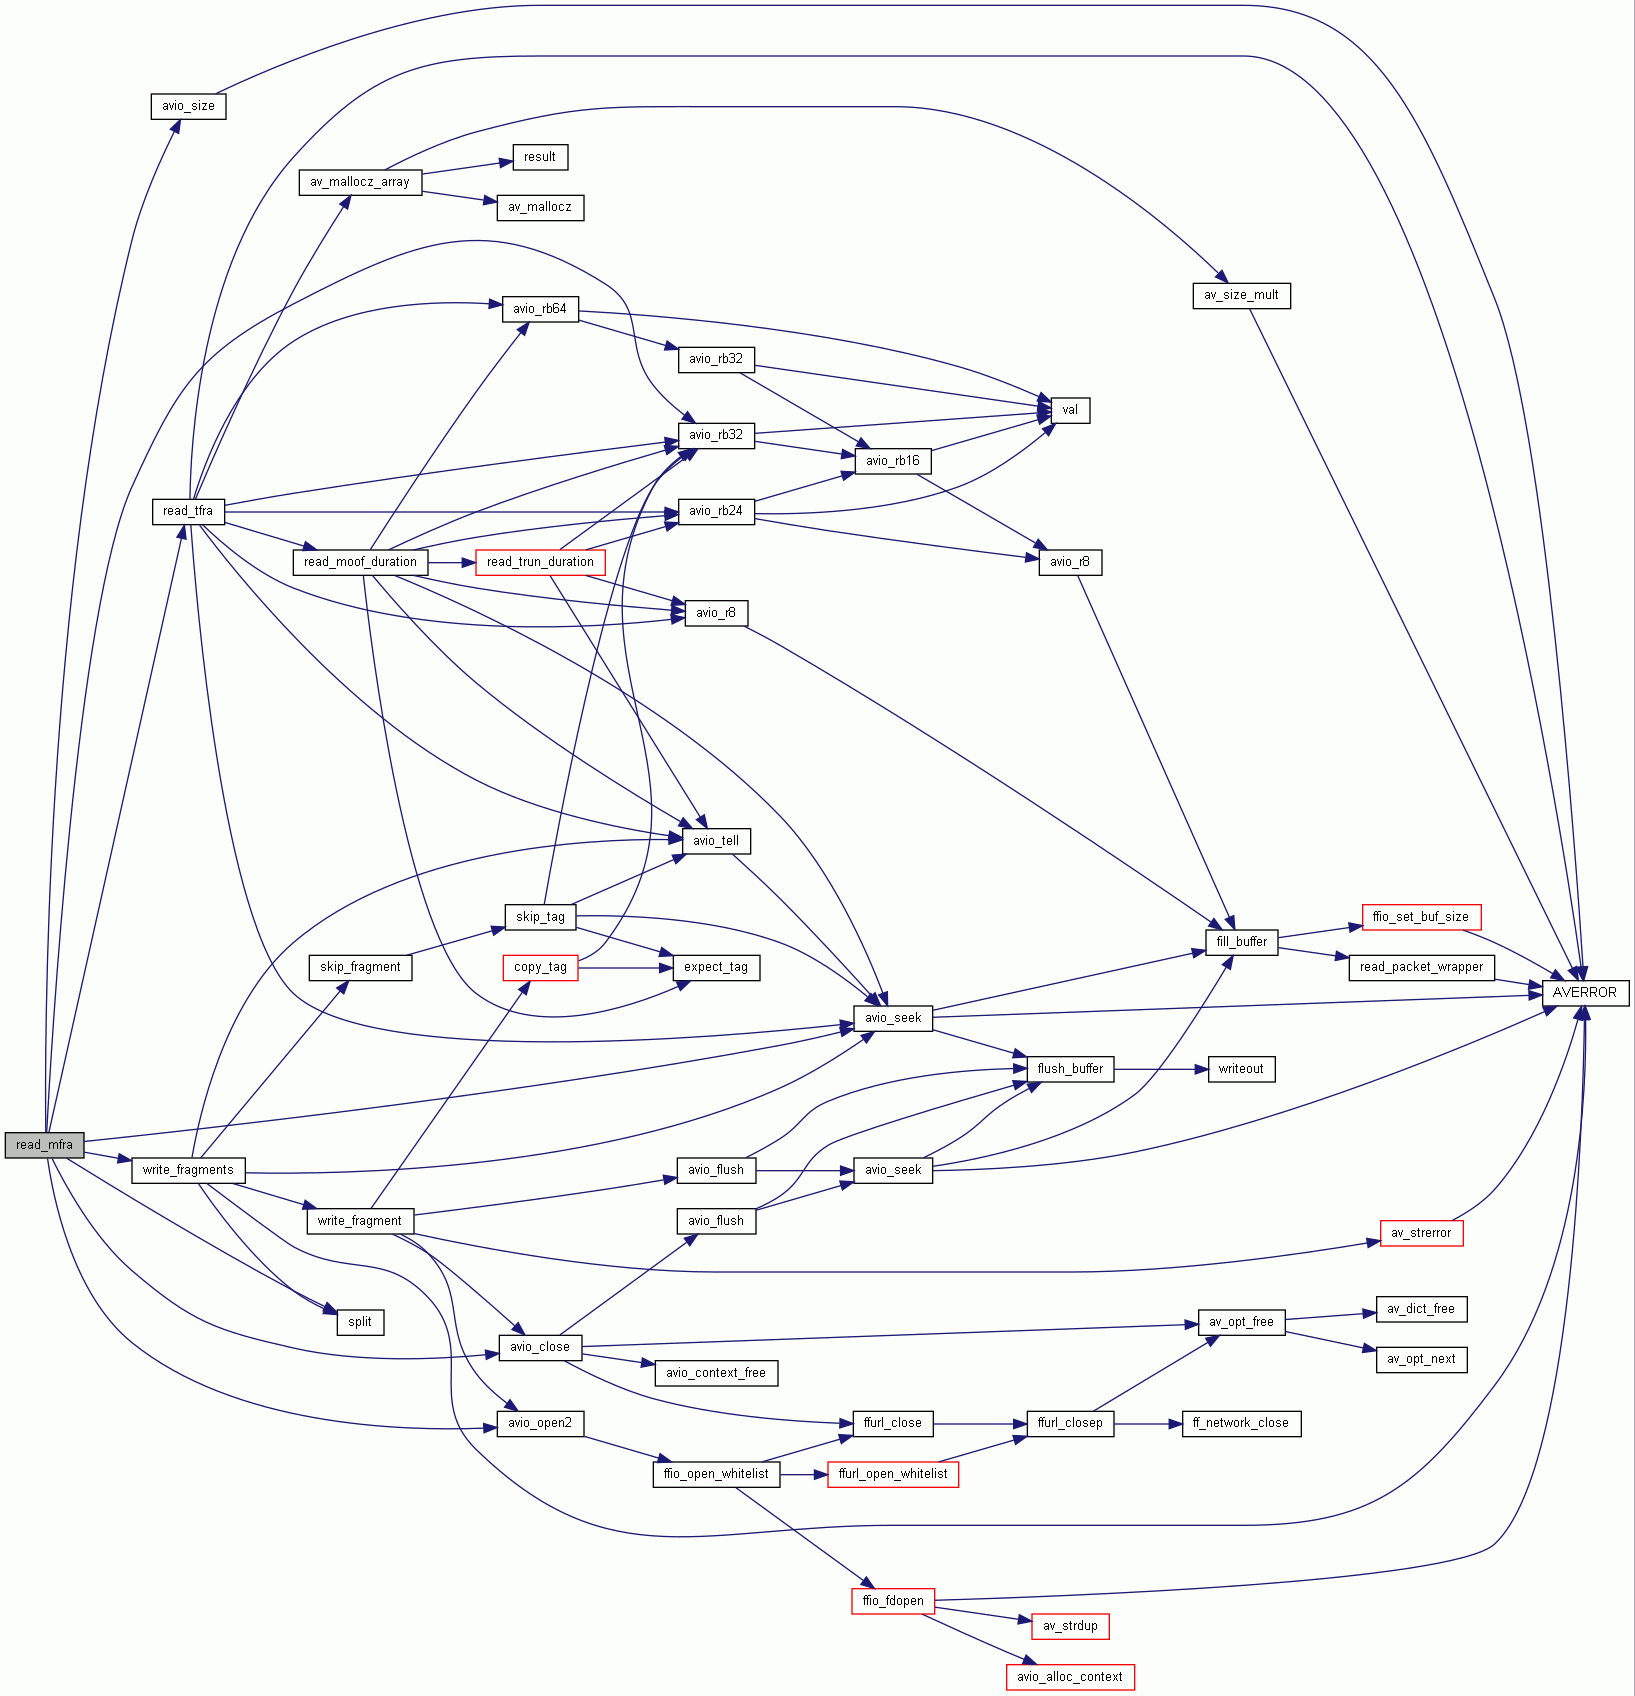 avio_size
result
av_mallocz_array
av_mallocz
av_size_mult
avio_rb64
avio_rb32
val
avio_rb32
avio_rb16
read_tfra
avio_rb24
read_moof_duration
read_trun_duration
avio_r8
avio_r8
avio_tell
skip_tag
ffio_set_buf_size
fill_buffer
skip_fragment
copy_tag
expect_tag
read_packet_wrapper
AVERROR
avio_seek
flush_buffer
writeout
read_mfra
write_fragments
avio_flush
avio_seek
write_fragment
avio_flush
av_strerror
split
av_opt_free
av_dict_free
avio_close
avio_context_free
av_opt_next
avio_open2
ffurl_close
ffurl_closep
ff_network_close
ffio_open_whitelist
ffurl_open_whitelist
ffio_fdopen
av_strdup
avio_alloc_context